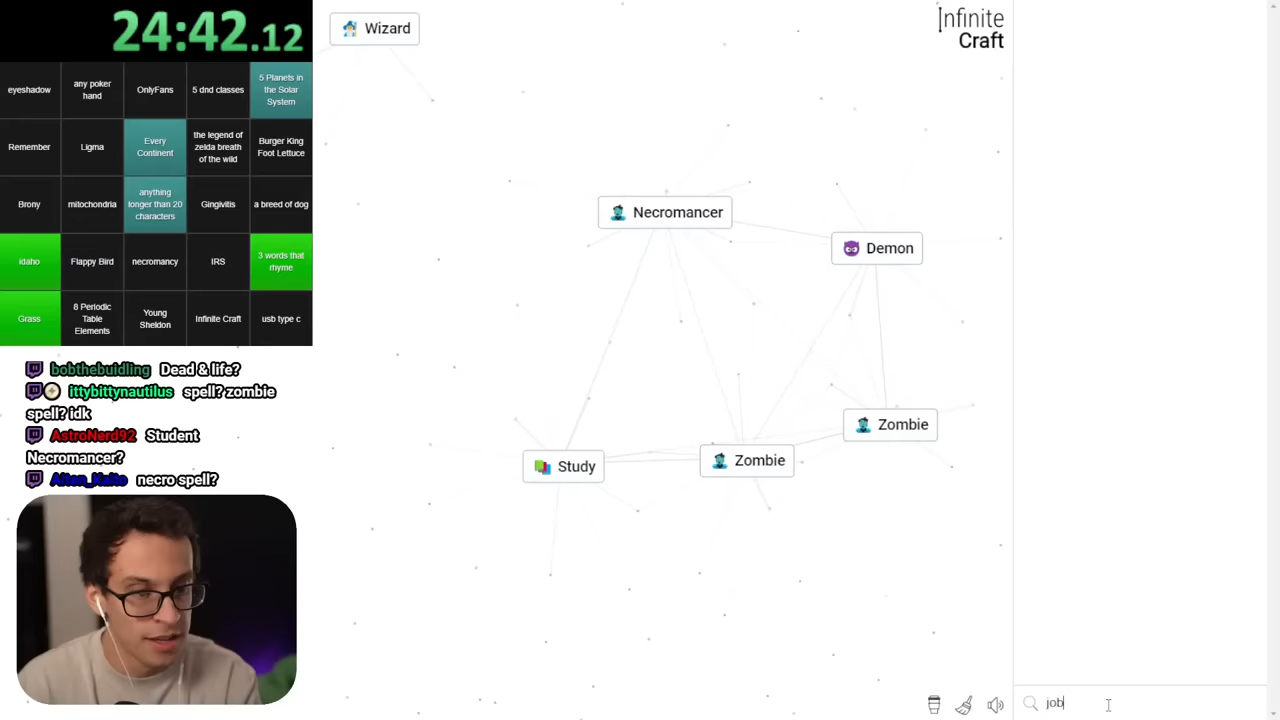 24:42.12
Wizard
Infinite
Craft
eyeshadow
any poker
hand
OnlyFans
5 dnd classes
5 Planets in
the Solar
System
Remember
Ligma
Every
Continent
the legend of
zelda breath
of the wild
Burger King
Foot Lettuce
Brony
mitochondria
anything
longer than 20
characters
Gingivitis
a breed of dog
idaho
Flappy Bird
necromancy
IRS
3 words that
rhyme
Grass
8 Periodic
Table
Elements
Young
Sheldon
Infinite Craft
usb type c
Necromancer
Demon
Zombie
Study
Zombie
bobthebuidling Dead & life?
ittybittynautilus spell? zombie
spell? idk
AstroNerd92 Student
Necromancer?
Aiten_Kaito necro spell?
job